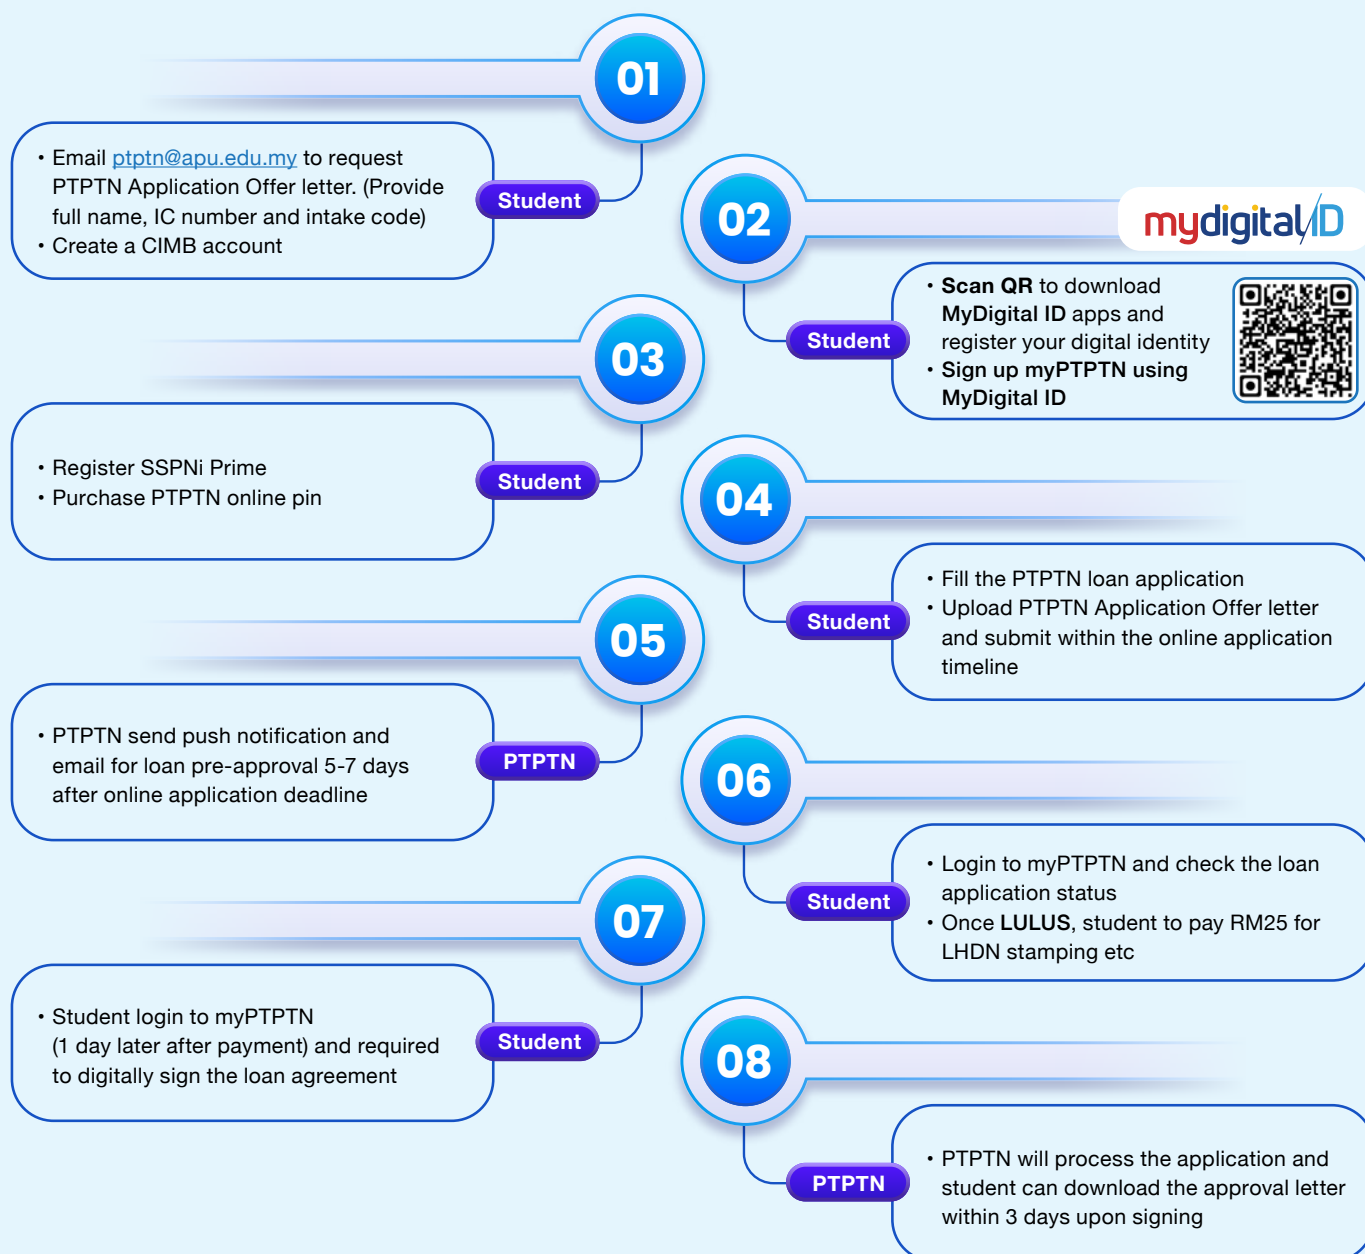 01
• Email ptptn@apu.edu.my to request
PTPTN Application Offer letter. (Provide
full name, IC number and intake code)
• Create a CIMB account
Student
02
mydigital/ID
• Scan QR to download
MyDigital ID apps and
register your digital identity
• Sign up myPTPTN using
MyDigital ID
Student
03
• Register SSPNi Prime
• Purchase PTPTN online pin
Student
04
• Fill the PTPTN loan application
• Upload PTPTN Application Offer letter
and submit within the online application
timeline
Student
05
• PTPTN send push notification and
email for loan pre-approval 5-7 days
after online application deadline
PTPTN
06
• Login to myPTPTN and check the loan
application status
• Once LULUS, student to pay RM25 for
LHDN stamping etc
Student
07
• Student login to myPTPTN
(1 day later after payment) and required
to digitally sign the loan agreement
Student
08
• PTPTN will process the application and
student can download the approval letter
within 3 days upon signing
PTPTN